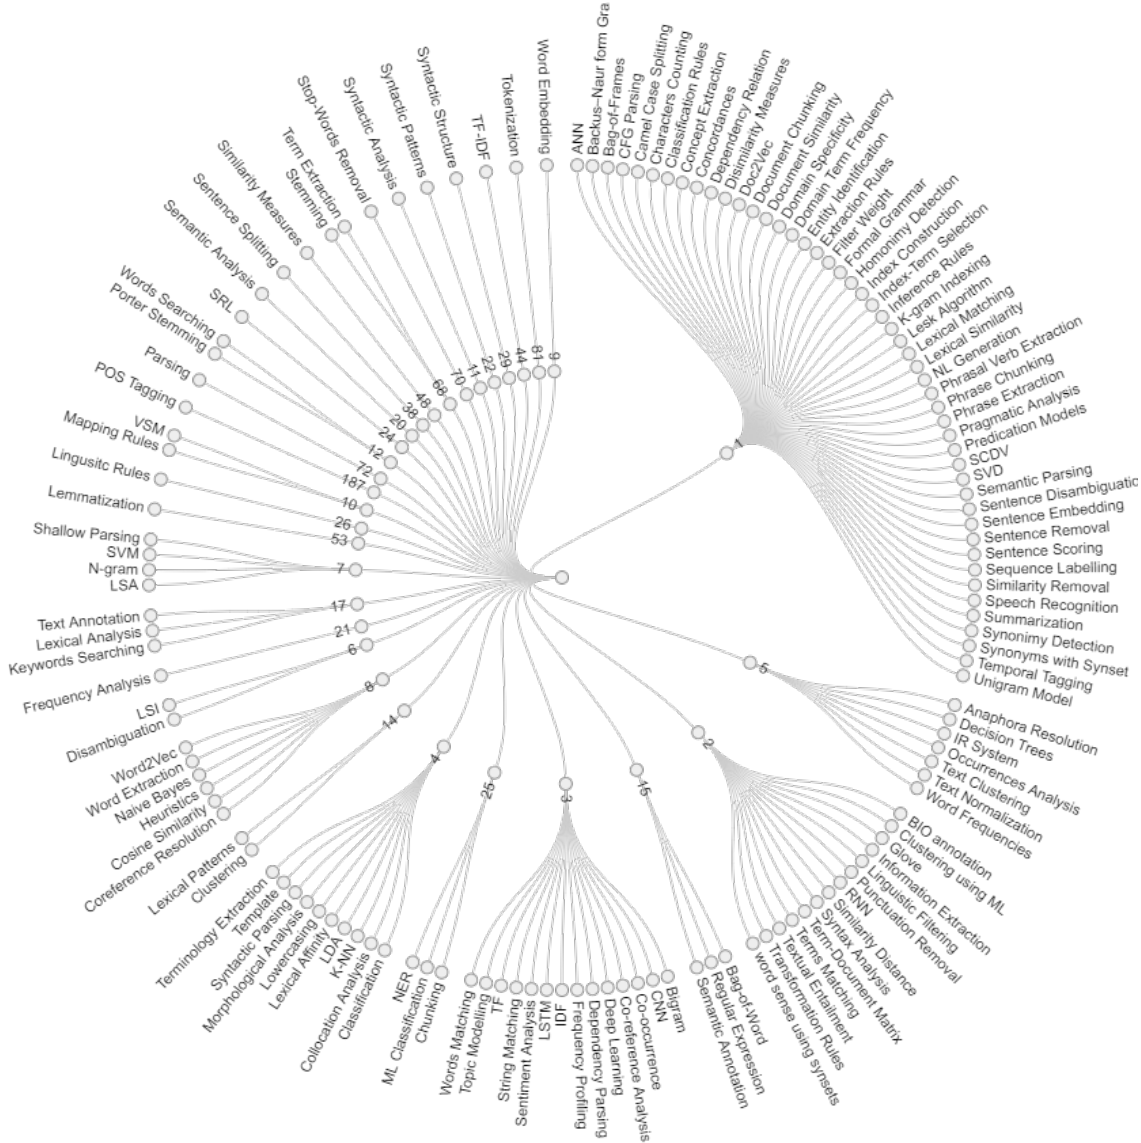 ANN
Backus–Naur form Gra
Bag-of-Frames
CFG Parsing
Camel Case Splitting
Characters Counting
Classification Rules
Concept Extraction
Concordances
Dependency Relation
Disimilarity Measures
Doc2Vec
Document Chunking
Document Similarity
Domain Specificity
Domain Term Frequency
Entity Identification
Extraction Rules
Filter Weight
Formal Grammar
Homonimy Detection
Index Construction
Index-Term Selection
Inference Rules
K-gram Indexing
Lesk Algorithm
Lexical Matching
Lexical Similarity
NL Generation
Phrasal Verb Extraction
Phrase Chunking
Phrase Extraction
Pragmatic Analysis
Predication Models
SCDV
SVD
Semantic Parsing
Sentence Disambiguatio
Sentence Embedding
Sentence Removal
Sentence Scoring
Sequence Labelling
Similarity Removal
Speech Recognition
Summarization
Synonimy Detection
Synonyms with Synset
Temporal Tagging
Unigram Model
1
Anaphora Resolution
Decision Trees
IR System
Occurrences Analysis
Text Clustering
Text Normalization
Word Frequencies
5
BIO annotation
Clustering using ML
Glove
Information Extraction
Linguistic Filtering
Punctuation Removal
RNN
Similarity Distance
Syntax Analysis
Term-Document Matrix
Terms Matching
Textual Entailment
Transformation Rules
word sense using synsets
2
Bag-of-Word
Regular Expression
Semantic Annotation
15
Bigram
CNN
Co-occurrence
Co-reference Analysis
Deep Learning
Dependency Parsing
Frequency Profiling
IDF
LSTM
Sentiment Analysis
String Matching
TF
Topic Modelling
Words Matching
3
Chunking
ML Classification
NER
25
Classification
Collocation Analysis
K-NN
LDA
Lexical Affinity
Lowercasing
Morphological Analysis
Syntactic Parsing
Template
Terminology Extraction
4
Clustering
Lexical Patterns
14
Coreference Resolution
Cosine Similarity
Heuristics
Naive Bayes
Word Extraction
Word2Vec
8
Disambiguation
LSI
6
Frequency Analysis
21
Keywords Searching
Lexical Analysis
Text Annotation
17
LSA
N-gram
SVM
Shallow Parsing
7
Lemmatization
53
Lingusitc Rules
26
Mapping Rules
VSM
10
POS Tagging
187
Parsing
72
Porter Stemming
Words Searching
12
SRL
24
Semantic Analysis
20
Sentence Splitting
38
Similarity Measures
48
Stemming
Term Extraction
68
Stop-Words Removal
70
Syntactic Analysis
11
Syntactic Patterns
22
Syntactic Structure
29
TF-IDF
44
Tokenization
81
Word Embedding
9